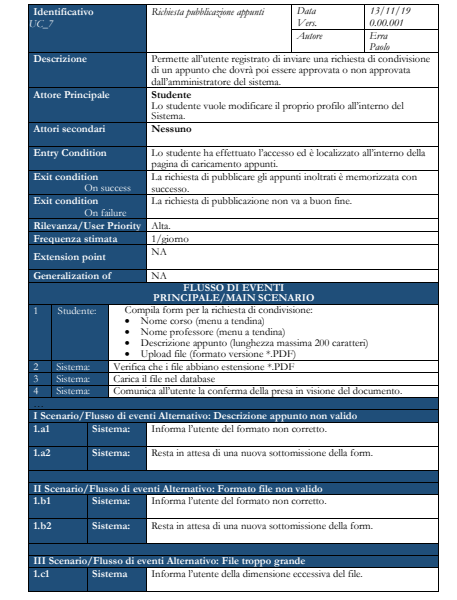 Identificativo
UC_7
Richiesta pubblicazione appunti
Data
13/11/19
Vers.
0.00.001
Autore
Erra
Paolo
Descrizione
Permette all'utente registrato di inviare una richiesta di condivisione
di un appunto che dovrà poi essere approvata o non approvata
dall'amministratore del sistema.
Attore Principale
Studente
Lo studente vuole modificare il proprio profilo all'interno del
Sistema.
Attori secondari
Nessuno
Entry Condition
Lo studente ha effettuato l'accesso ed è localizzato all'interno della
pagina di caricamento appunti.
Exit condition
On success
La richiesta di pubblicare gli appunti inoltrati è memorizzata con
successo.
Exit condition
On failure
La richiesta di pubblicazione non va a buon fine.
Rilevanza/User Priority
Alta.
Frequenza stimata
1/giorno
Extension point
NA
Generalization of
NA
FLUSSO DI EVENTI
PRINCIPALE/MAIN SCENARIO
1 Studente: Compila form per la richiesta di condivisione:
• Nome corso (menu a tendina)
• Nome professore (menu a tendina)
• Descrizione appunto (lunghezza massima 200 caratteri)
• Upload file (formato versione *.PDF)
2 Sistema: Verifica che i file abbiano estensione *.PDF
3 Sistema: Carica il file nel database
4 Sistema: Comunica all'utente la conferma della presa in visione del documento.
I Scenario/Flusso di eventi Alternativo: Descrizione appunto non valido
1.a1 Sistema: Informa l'utente del formato non corretto.
1.a2 Sistema: Resta in attesa di una nuova sottomissione della form.
II Scenario/Flusso di eventi Alternativo: Formato file non valido
1.b1 Sistema: Informa l'utente del formato non corretto.
1.b2 Sistema: Resta in attesa di una nuova sottomissione della form.
III Scenario/Flusso di eventi Alternativo: File troppo grande
1.c1 Sistema Informa l'utente della dimensione eccessiva del file.